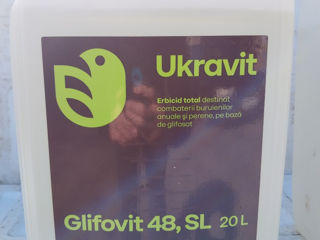 Ukravit
Erbicid total destinat
combaterii buruienilor
anuale și perene, pe bază
de glifosat
Glifovit 48, SL 20 L